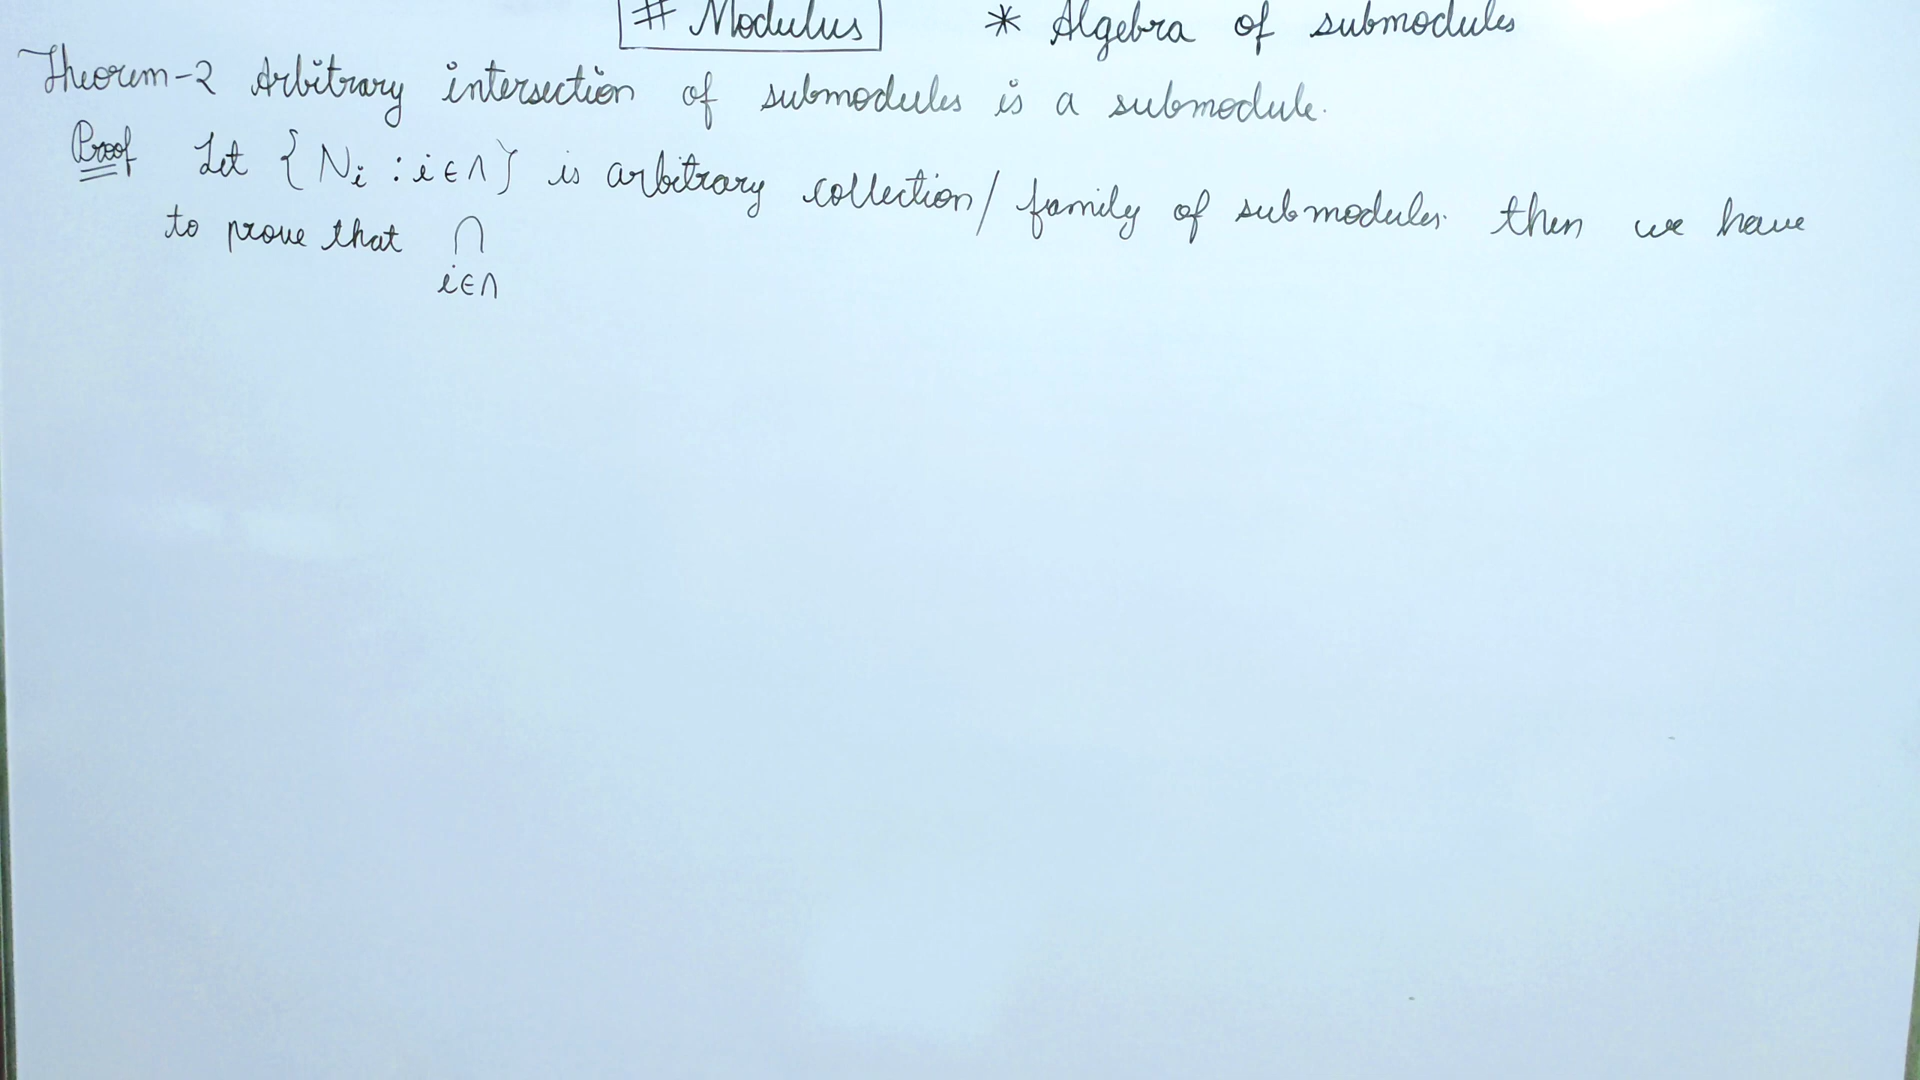 # Modulus * Algebra of submodules
Theorem-2 Arbitrary intersection of submodules is a submodule.
Proof Let {Ni : i∈Λ} is arbitrary collection/family of submodules. then we have
to prove that ∩
i∈Λ